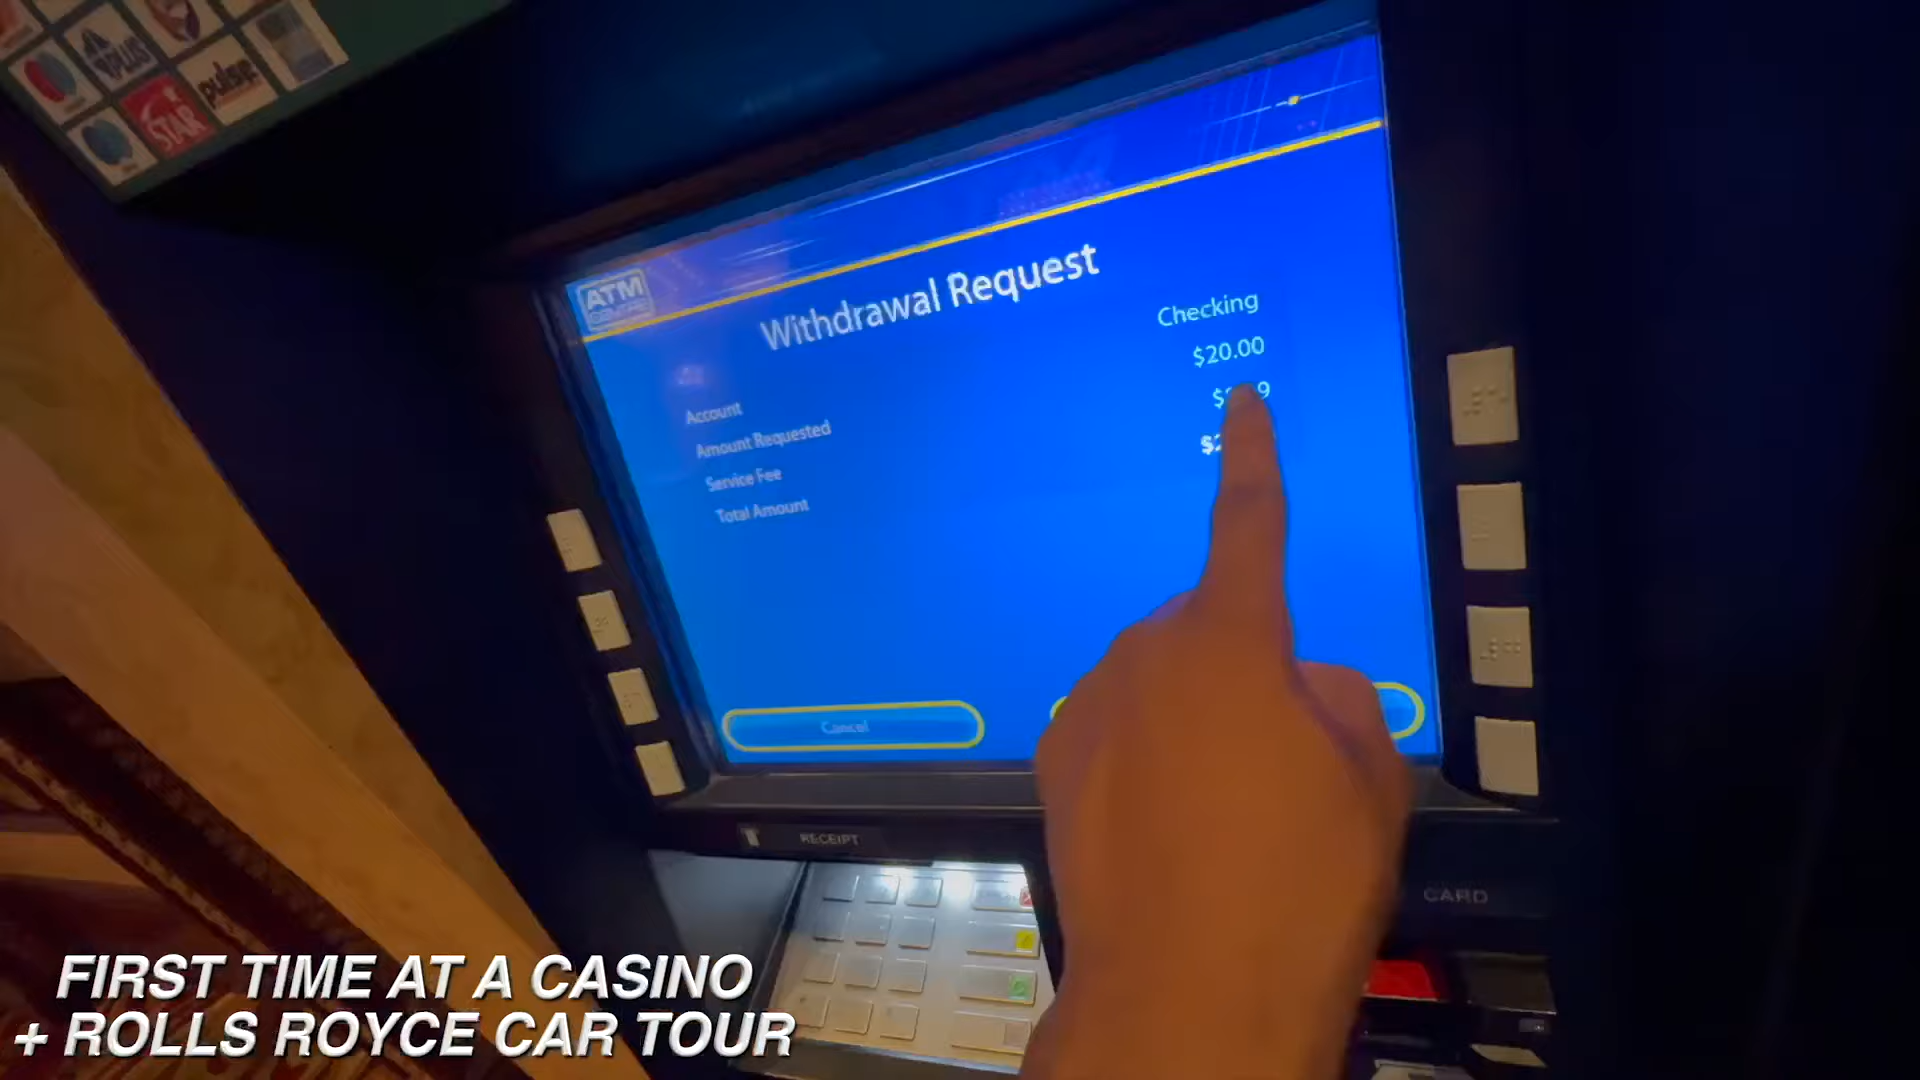 PLUS
pulse
STAR
ATM
Withdrawal Request
Account
Checking
Amount Requested
$20.00
Service Fee
Total Amount
Cancel
RECEIPT
CARD
FIRST TIME AT A CASINO
+ ROLLS ROYCE CAR TOUR